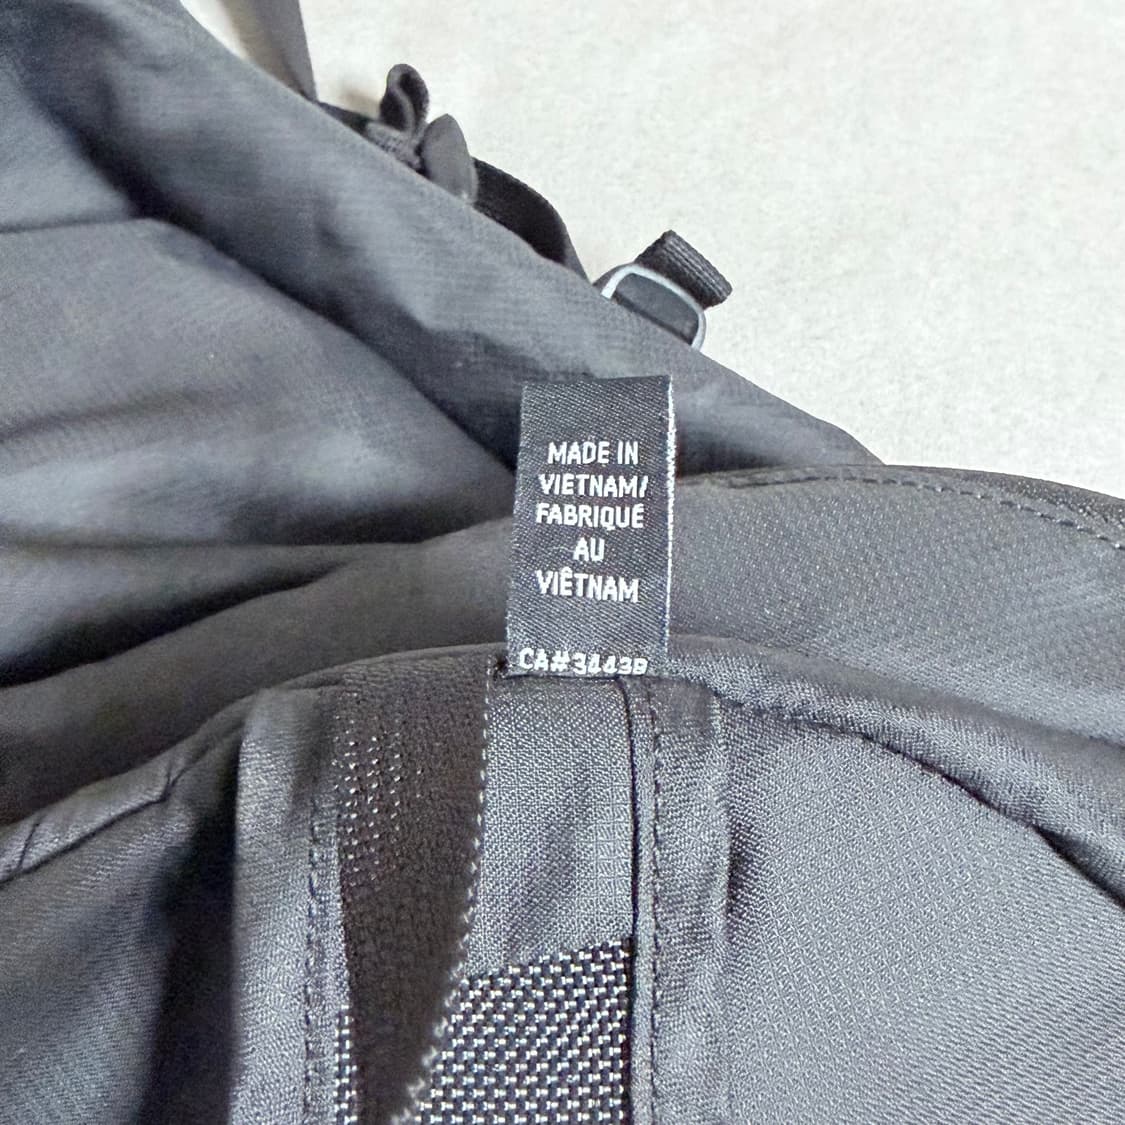 MADE IN
VIETNAM/
FABRIQUÉ
AU
VIÊTNAM
CA#34439